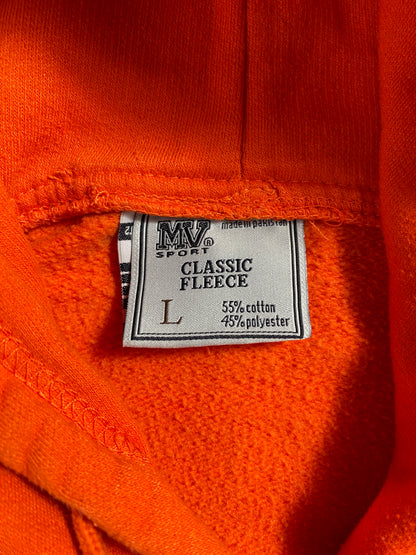 MV®
made in pakistan
SPORT
CLASSIC
FLEECE
L
55% cotton
45% polyester